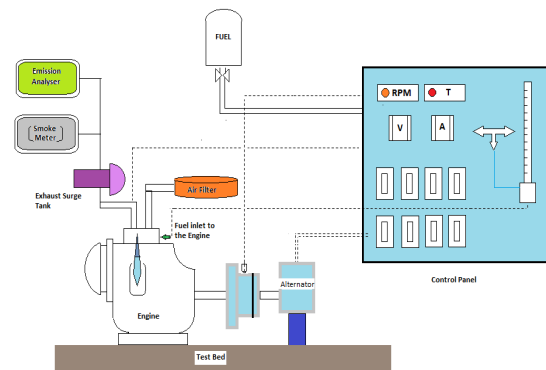 FUEL
Emission
Analyser
Smoke
Meter
Exhaust Surge
Tank
Air Filter
Fuel inlet to
the Engine
Engine
Alternator
Test Bed
RPM
T
V
A
Control Panel